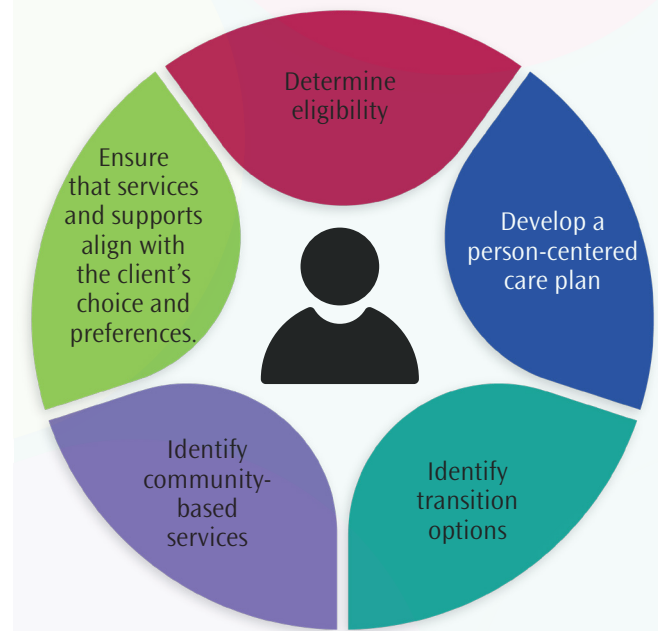 Determine
eligibility
Develop a
person-centered
care plan
Identify
transition
options
Identify
community-
based
services
Ensure
that services
and supports
align with
the client’s
choice and
preferences.